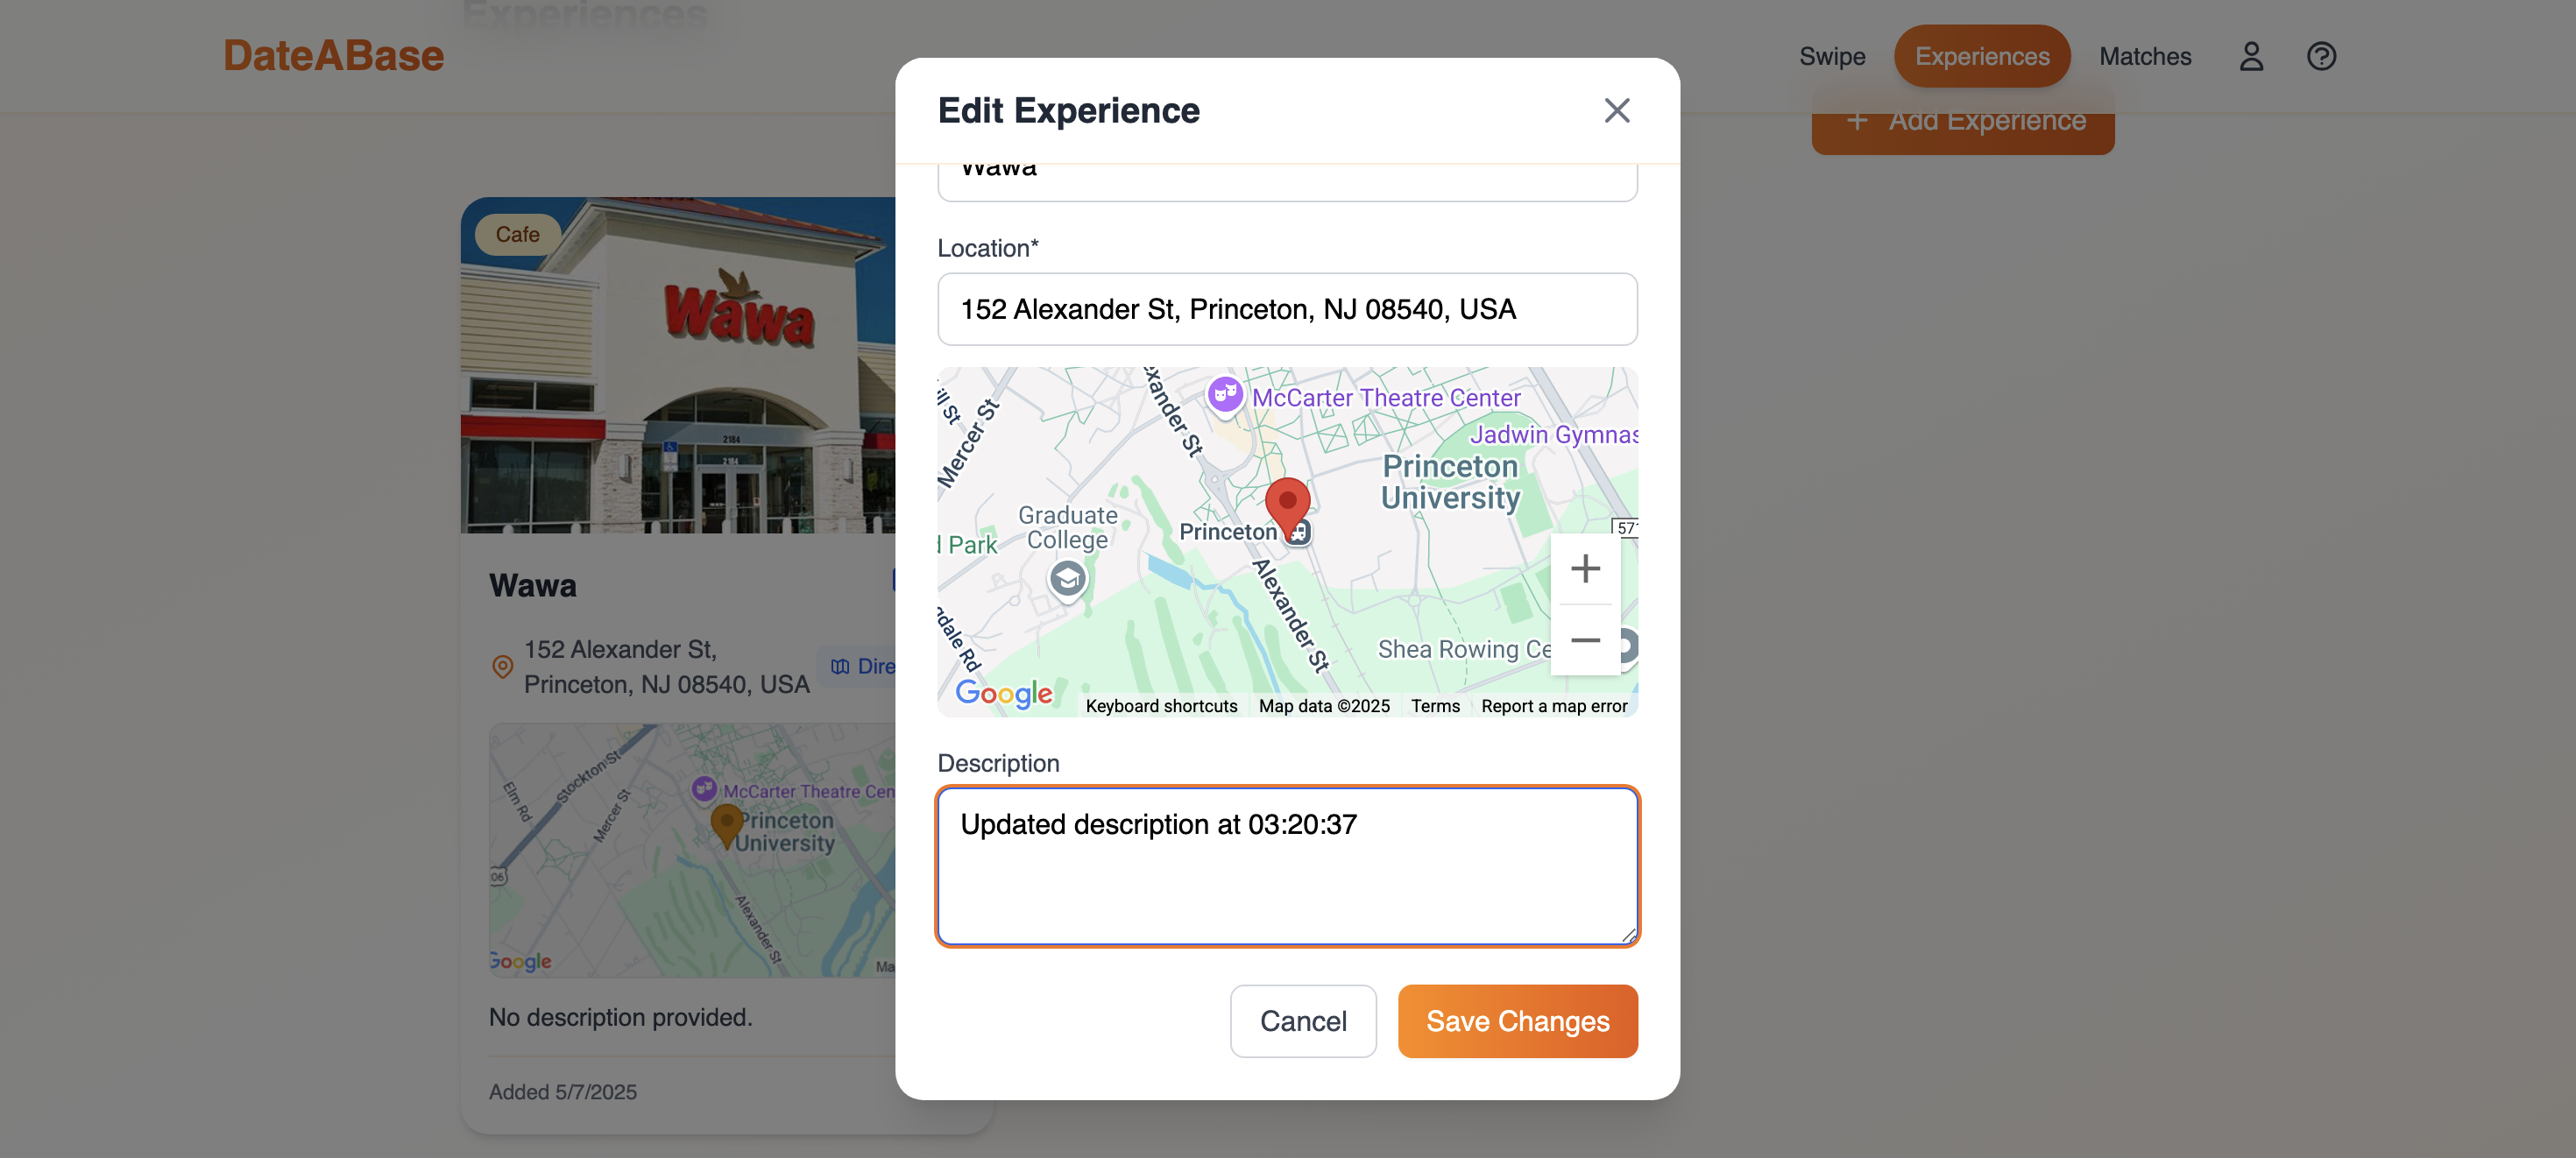 Experiences
DateABase
Swipe
Experiences
Matches
+ Add Experience
Cafe
Wawa
2184
2184
Wawa
152 Alexander St,
Princeton, NJ 08540, USA
Dire
Elm Rd
Stockton St
Mercer St
McCarter Theatre Cen
Princeton
University
Alexander St
Google
Ma
No description provided.
Added 5/7/2025
Edit Experience
Wawa
Location*
152 Alexander St, Princeton, NJ 08540, USA
McCarter Theatre Center
Jadwin Gymnas
Mercer St
xander St
Princeton
University
Graduate
College
Princeton
d Park
571
Alexander St
dale Rd
Shea Rowing Ce
Google
Keyboard shortcuts
Map data ©2025
Terms
Report a map error
Description
Updated description at 03:20:37
Cancel
Save Changes